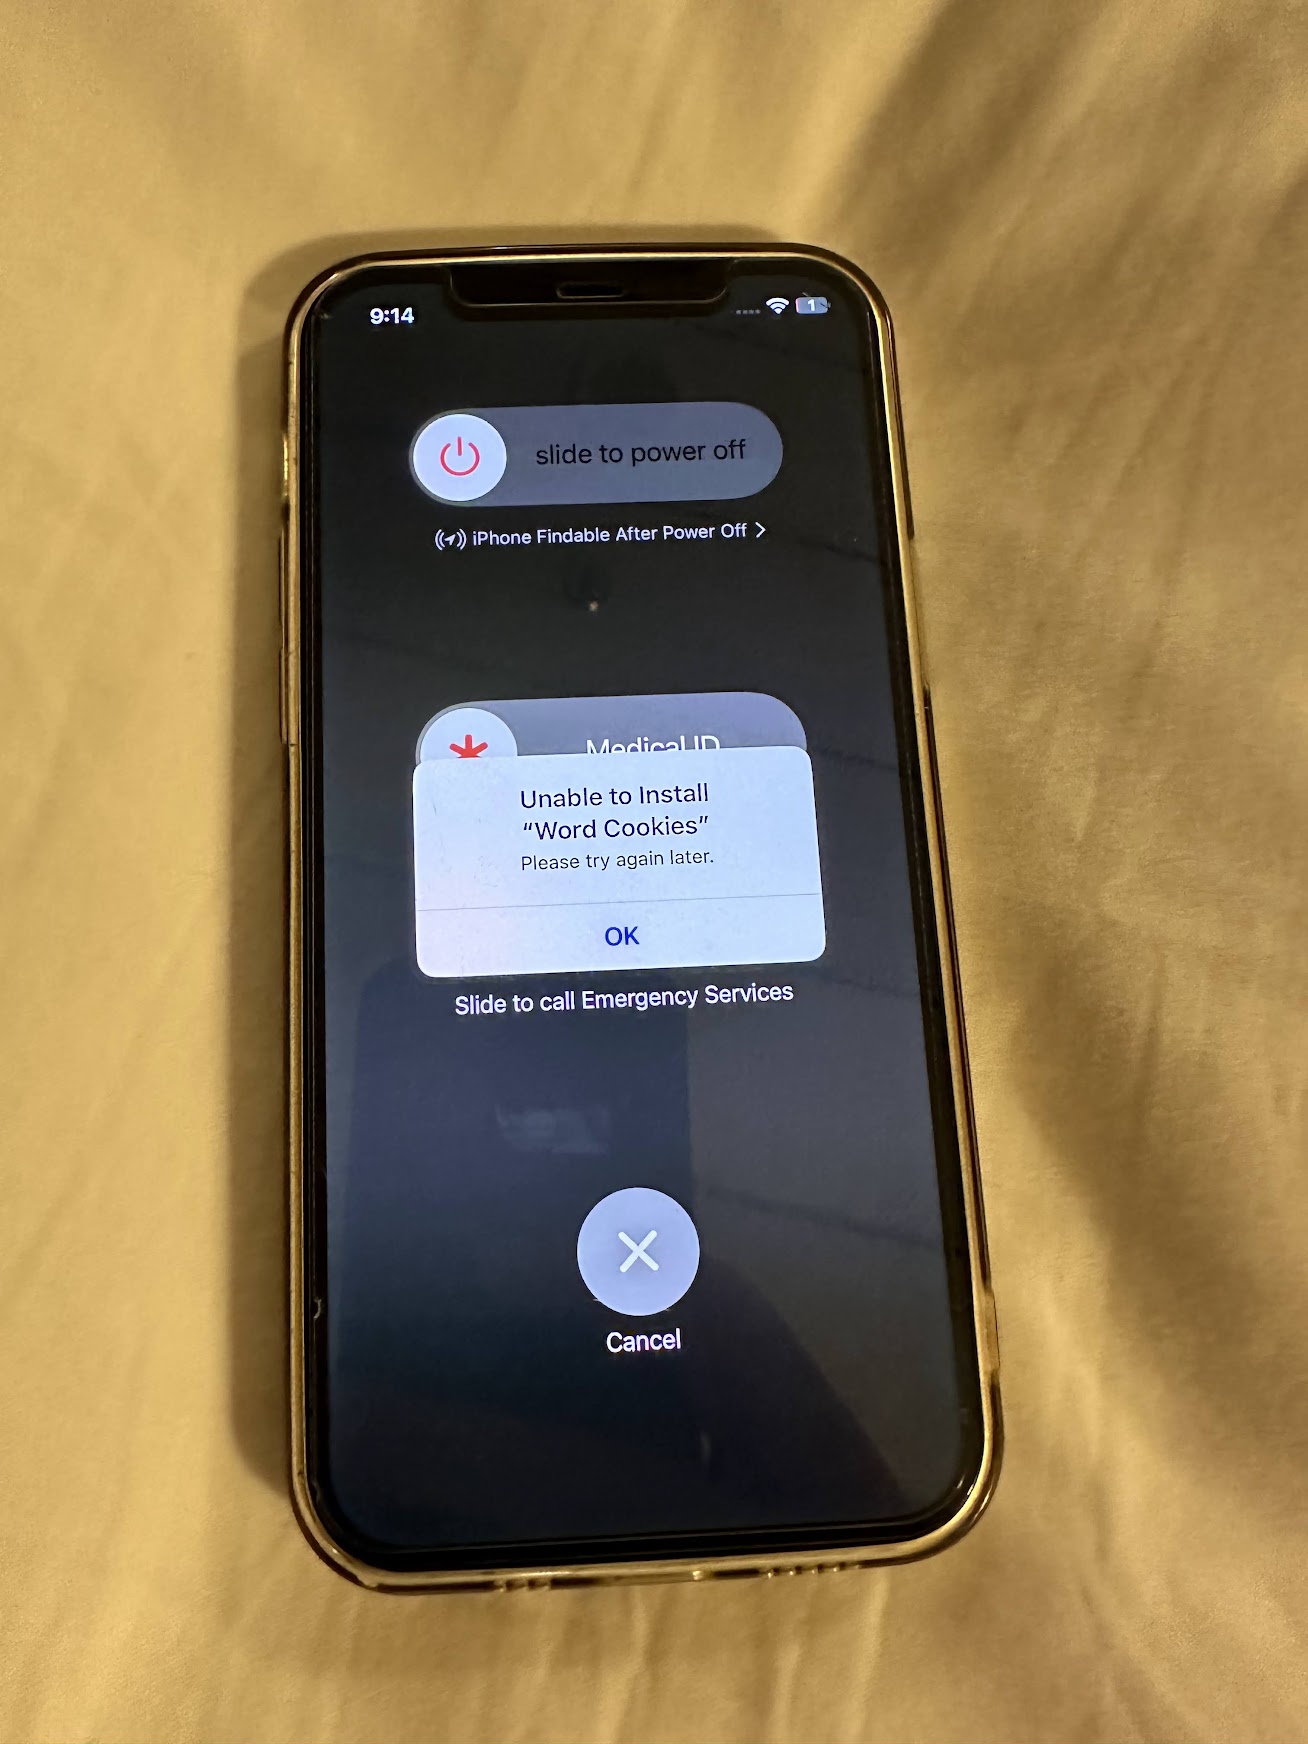 9:14
1
slide to power off
iPhone Findable After Power Off
Medical ID
Unable to Install
“Word Cookies”
Please try again later.
OK
Slide to call Emergency Services
Cancel